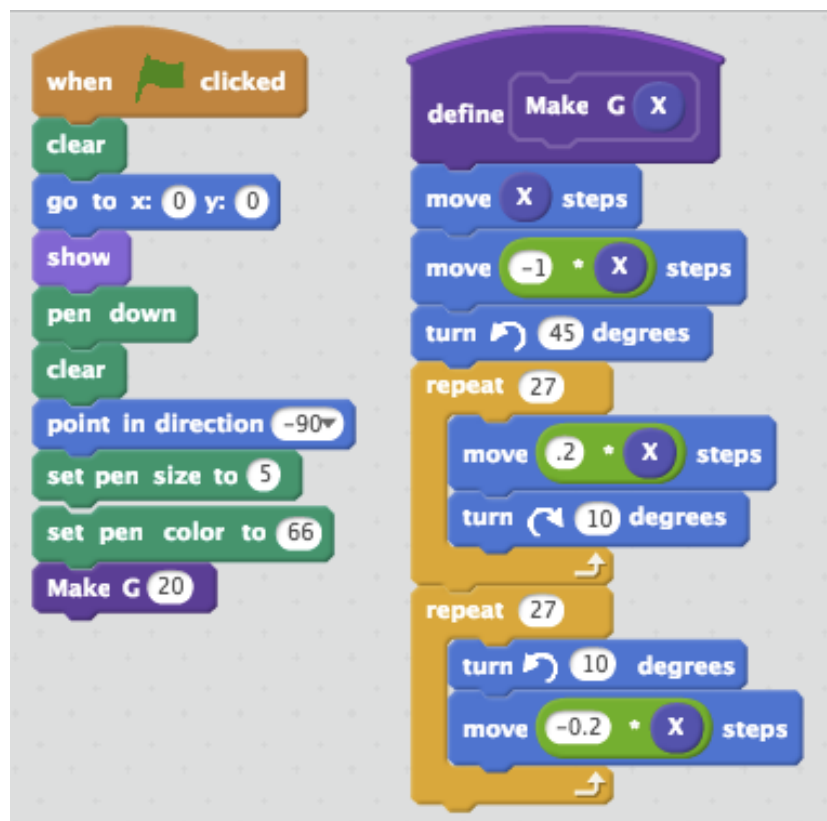 when clicked
clear
go to x: 0 y: 0
show
pen down
clear
point in direction -90
set pen size to 5
set pen color to 66
Make G 20
define Make G X
move X steps
move -1 * X steps
turn 45 degrees
repeat 27
move .2 * X steps
turn 10 degrees
repeat 27
turn 10 degrees
move -0.2 * X steps